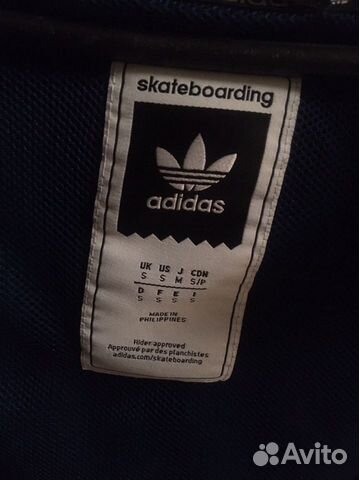 skateboarding
adidas
UK US J CDN
S S M S/P
D F E I
S S S S
MADE IN
PHILIPPINES
Rider approved
Approuvé par des planchistes
adidas.com/skateboarding
Avito